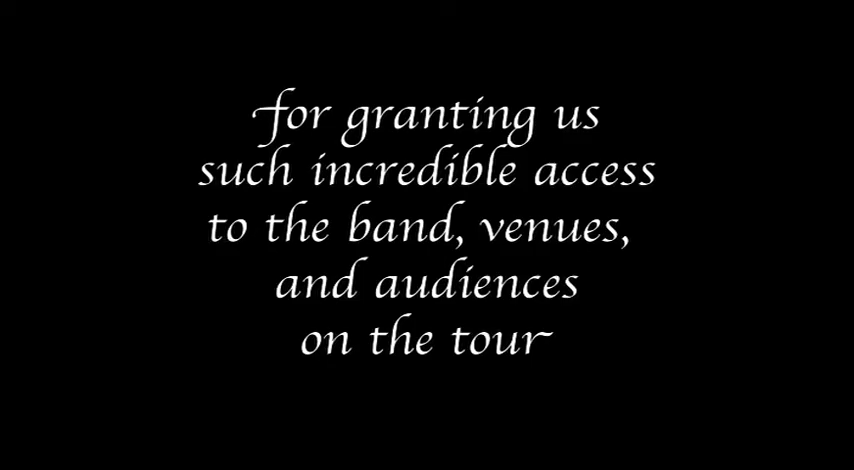 for granting us
such incredible access
to the band, venues,
and audiences
on the tour